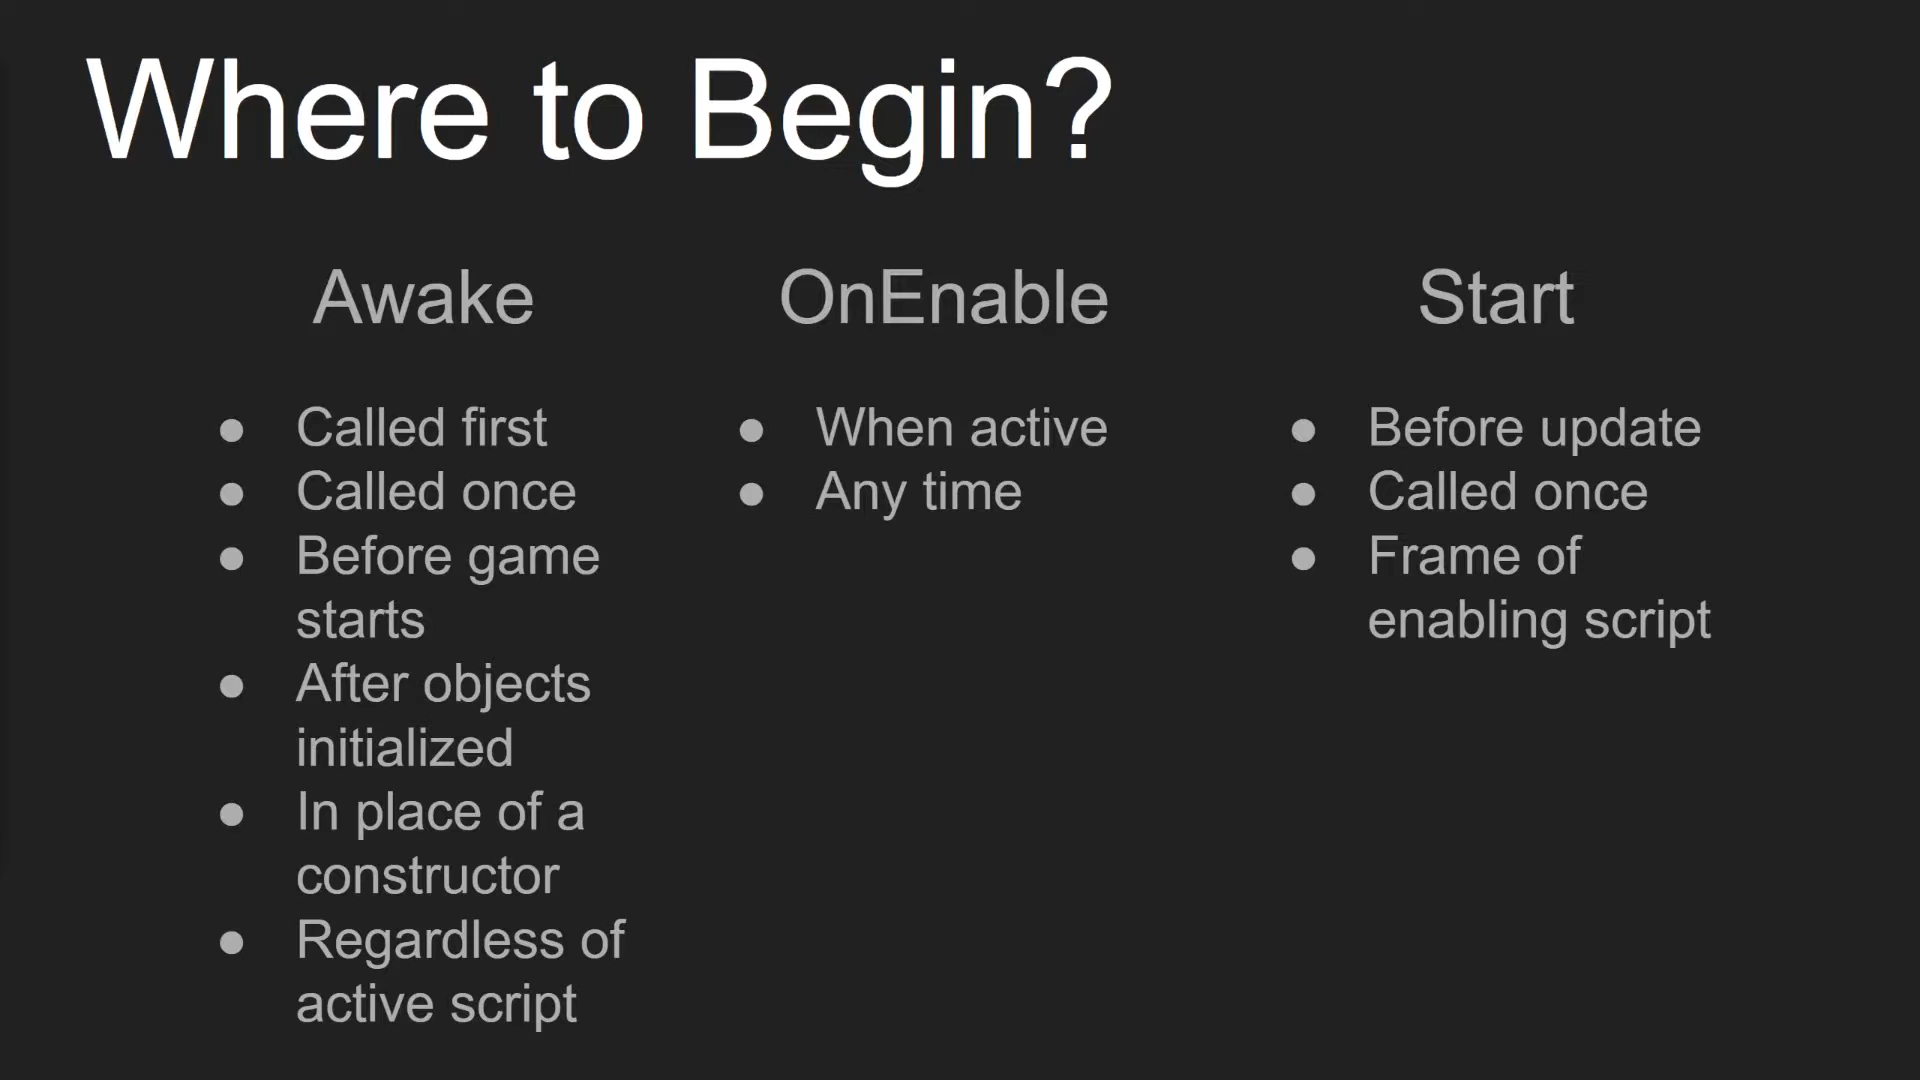 Where to Begin?
Awake
● Called first
● Called once
● Before game
starts
● After objects
initialized
● In place of a
constructor
● Regardless of
active script
OnEnable
● When active
● Any time
Start
● Before update
● Called once
● Frame of
enabling script